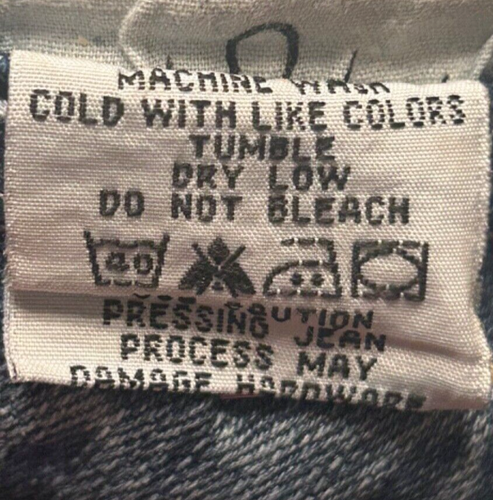 MACHINE WASH
COLD WITH LIKE COLORS
TUMBLE
DRY LOW
DO NOT BLEACH
40
CAUTION
PRESSING JEAN
PROCESS MAY
DAMAGE HARDWARE